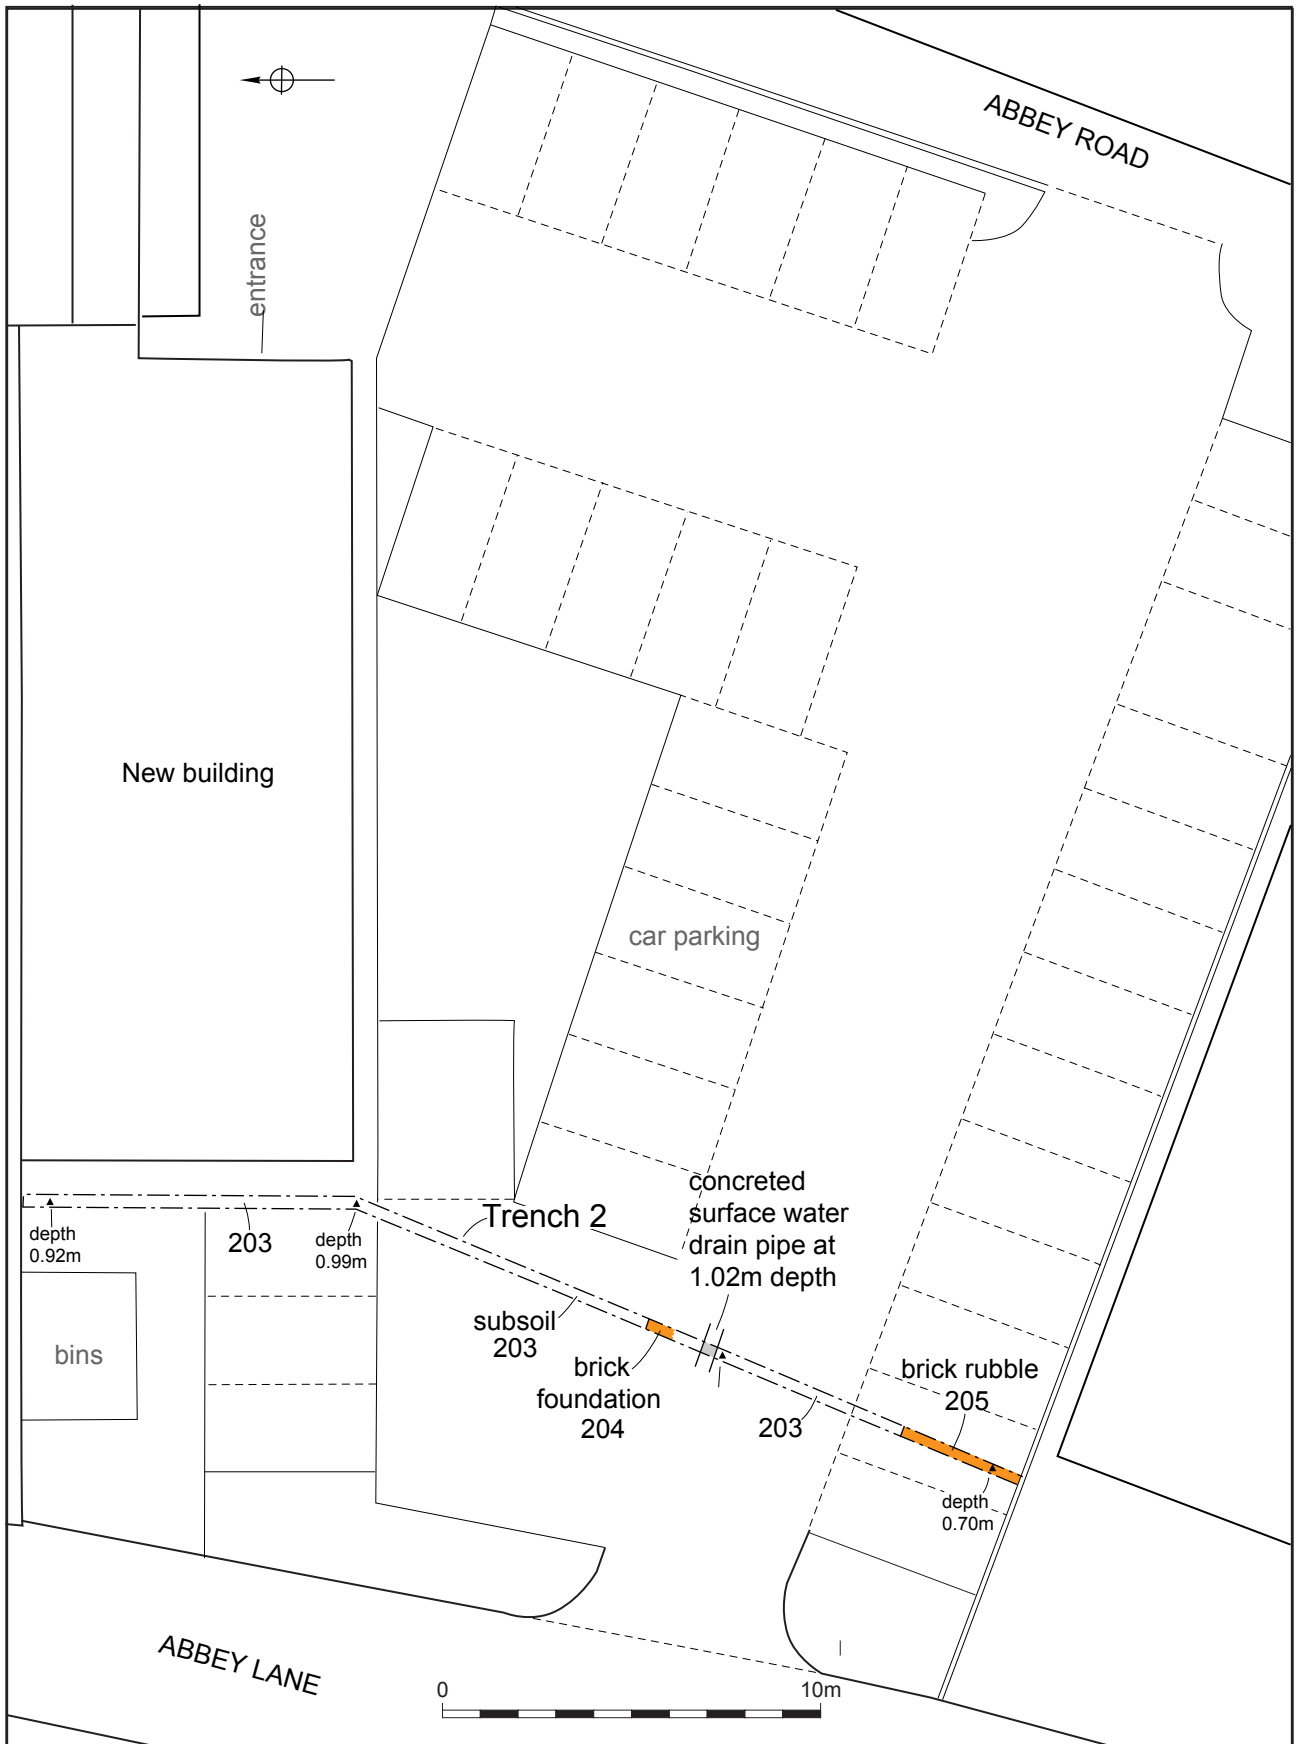 ABBEY ROAD
entrance
New building
car parking
concreted
surface water
drain pipe at
1.02m depth
Trench 2
depth
0.92m
203
depth
0.99m
subsoil
203
bins
brick
foundation
204
brick rubble
205
203
depth
0.70m
ABBEY LANE
0 10m